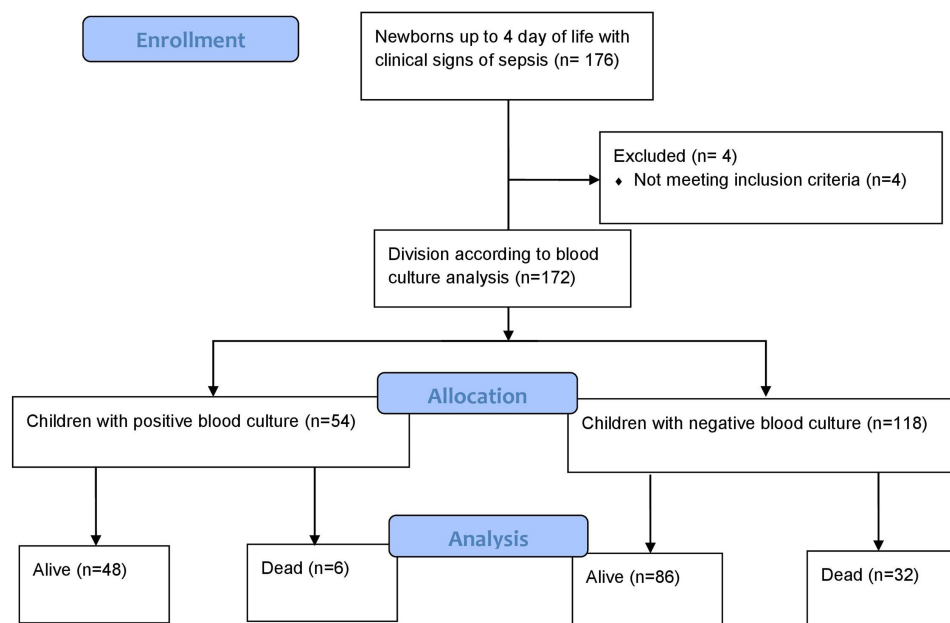 Enrollment
Newborns up to 4 day of life with
clinical signs of sepsis (n= 176)
Excluded (n= 4)
♦ Not meeting inclusion criteria (n=4)
Division according to blood
culture analysis (n=172)
Allocation
Children with positive blood culture (n=54)
Children with negative blood culture (n=118)
Analysis
Alive (n=48)
Dead (n=6)
Alive (n=86)
Dead (n=32)